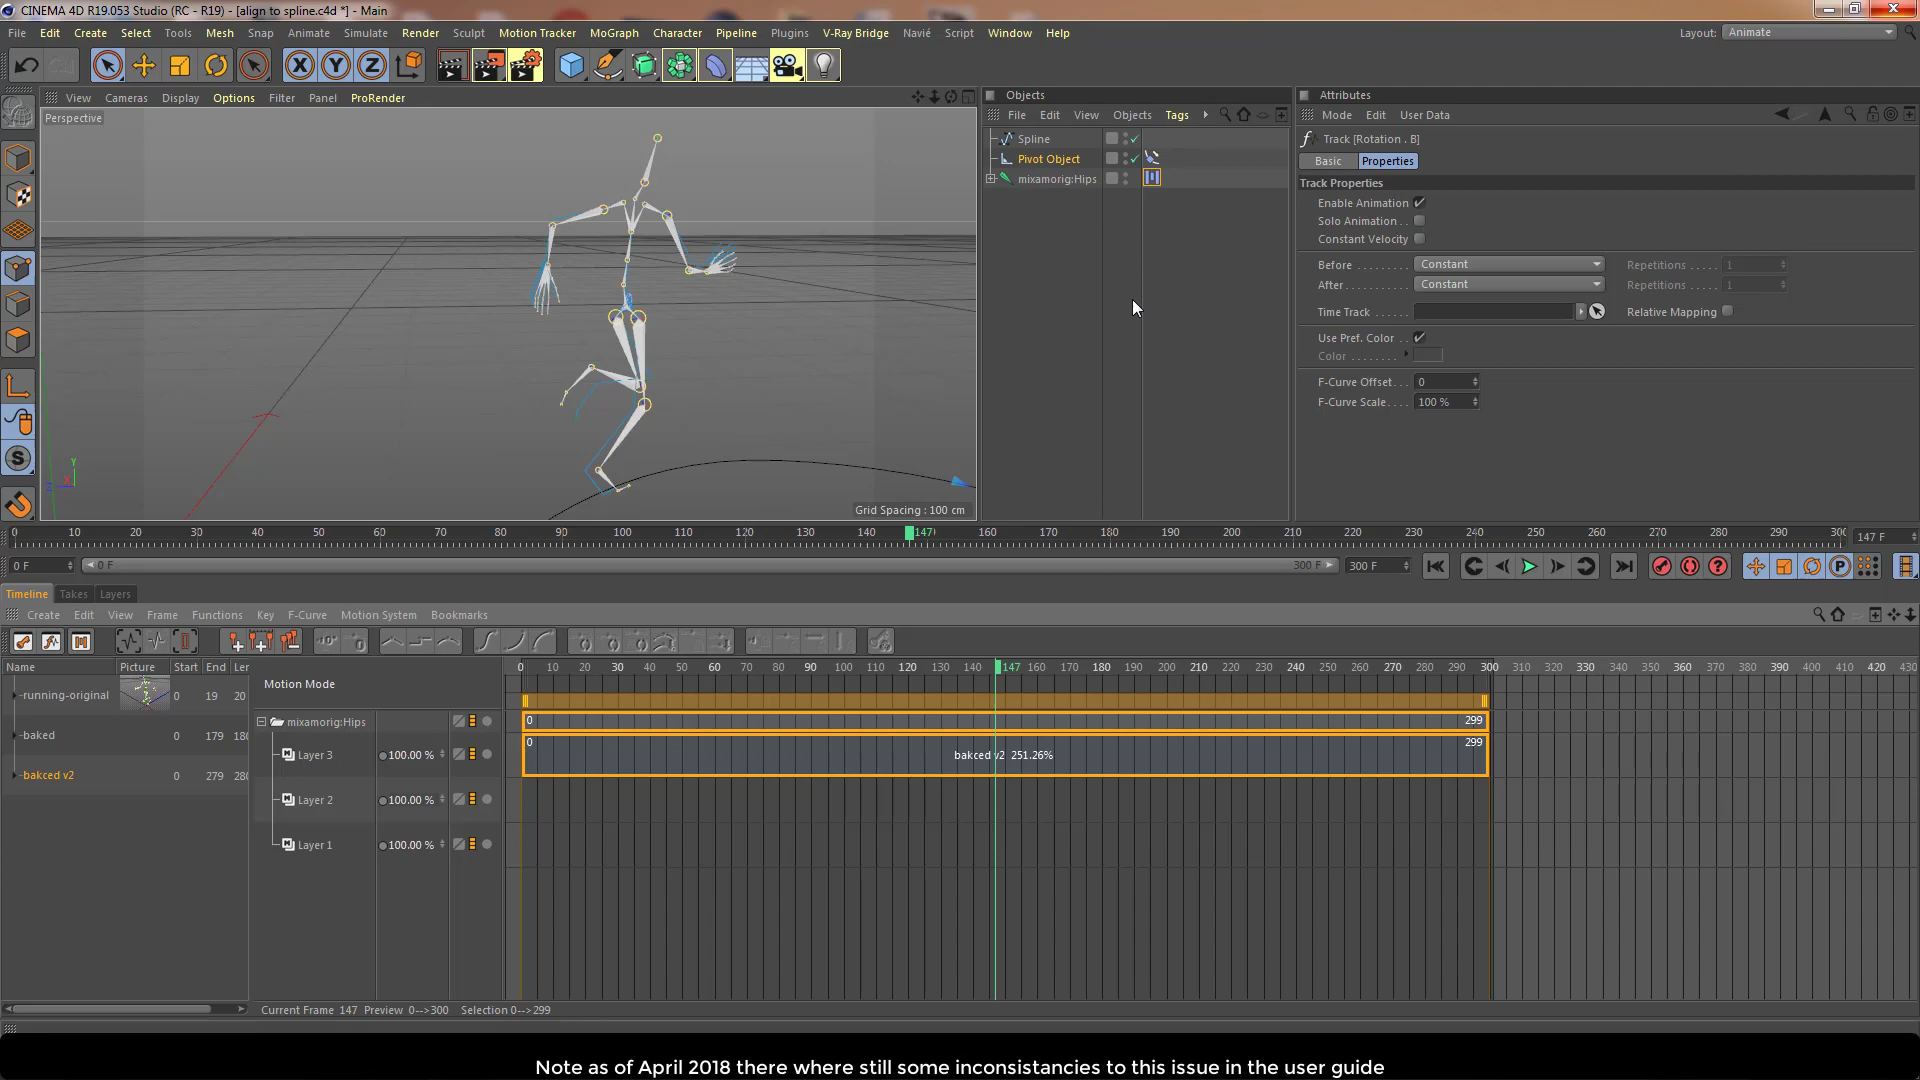 CINEMA 4D R19.053 Studio (RC - R19) - [align to spline.c4d *] - Main
File Edit Create Select Tools Mesh Snap Animate Simulate Render Sculpt Motion Tracker MoGraph Character Pipeline Plugins V-Ray Bridge Navié Script Window Help Layout: Animate
X Y Z
View Cameras Display Options Filter Panel ProRender
Perspective
Grid Spacing : 100 cm
Objects
File Edit View Objects Tags
Spline
Pivot Object
mixamorig:Hips
Attributes
Mode Edit User Data
Track [Rotation . B]
Basic Properties
Track Properties
Enable Animation
Solo Animation . .
Constant Velocity
Before . . . . . . . . . Constant Repetitions . . . . . 1
After . . . . . . . . . . Constant Repetitions . . . . . 1
Time Track . . . . . . Relative Mapping
Use Pref. Color . .
Color . . . . . . . .
F-Curve Offset. . . 0
F-Curve Scale. . . . 100 %
0 10 20 30 40 50 60 70 80 90 100 110 120 130 140 147 160 170 180 190 200 210 220 230 240 250 260 270 280 290 300 147 F
0 F 0 F 300 F 300 F
Timeline Takes Layers
Create Edit View Frame Functions Key F-Curve Motion System Bookmarks
Name Picture Start End Len
running-original 0 19 20
baked 0 179 180
bakced v2 0 279 280
Motion Mode
0 10 20 30 40 50 60 70 80 90 100 110 120 130 140 147 160 170 180 190 200 210 220 230 240 250 260 270 280 290 300 310 320 330 340 350 360 370 380 390 400 410 420 430
mixamorig:Hips 0 299
0 299
Layer 3 100.00 % bakced v2 251.26%
Layer 2 100.00 %
Layer 1 100.00 %
Current Frame 147 Preview 0-->300 Selection 0-->299
Note as of April 2018 there where still some inconsistancies to this issue in the user guide